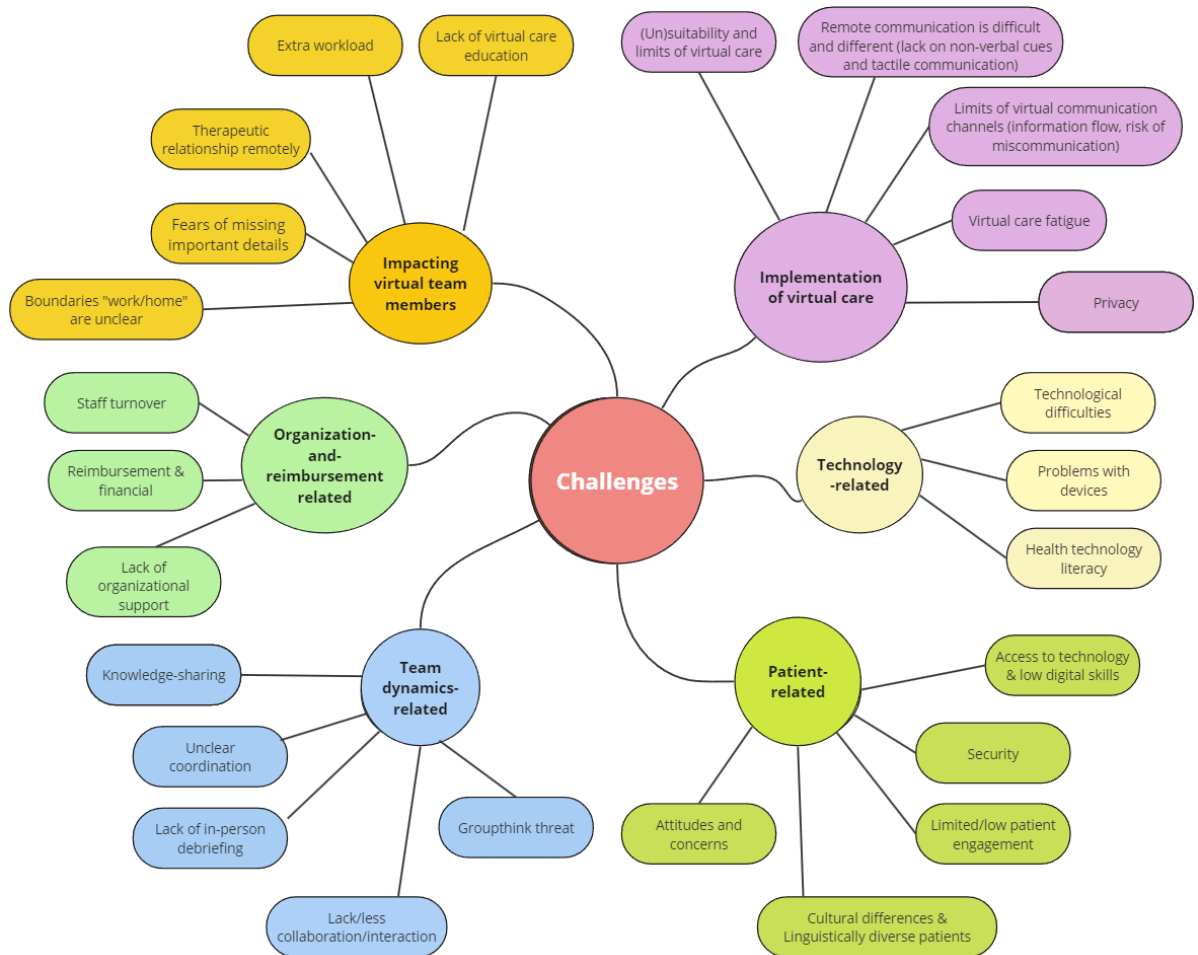 Challenges
Impacting
virtual team
members
Extra workload
Lack of virtual care
education
Therapeutic
relationship remotely
Fears of missing
important details
Boundaries "work/home"
are unclear
Implementation
of virtual care
(Un)suitability and
limits of virtual care
Remote communication is difficult
and different (lack on non-verbal cues
and tactile communication)
Limits of virtual communication
channels (information flow, risk of
miscommunication)
Virtual care fatigue
Privacy
Organization-
and-
reimbursement
related
Staff turnover
Reimbursement &
financial
Lack of
organizational
support
Technology
-related
Technological
difficulties
Problems with
devices
Health technology
literacy
Team
dynamics-
related
Knowledge-sharing
Unclear
coordination
Lack of in-person
debriefing
Lack/less
collaboration/interaction
Groupthink threat
Patient-
related
Access to technology
& low digital skills
Security
Limited/low patient
engagement
Cultural differences &
Linguistically diverse patients
Attitudes and
concerns